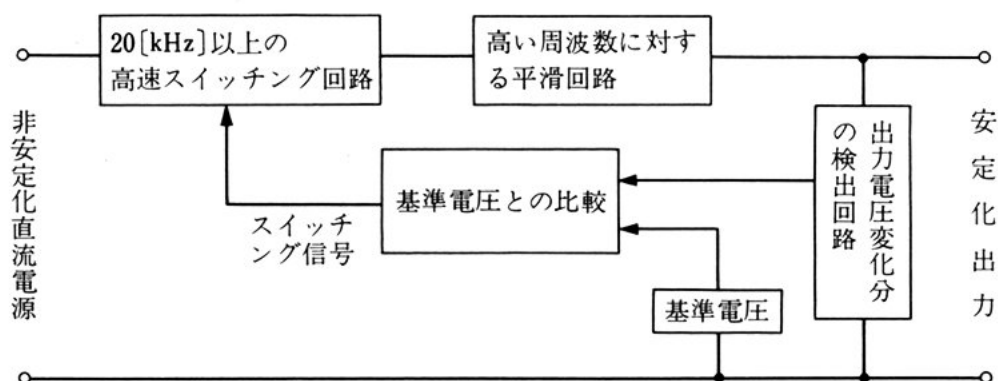 20〔kHz〕以上の
高速スイッチング回路
高い周波数に対す
る平滑回路
非安定化直流電源
基準電圧との比較
スイッチ
ング信号
基準電圧
出力電圧変化分
の検出回路
安定化出力